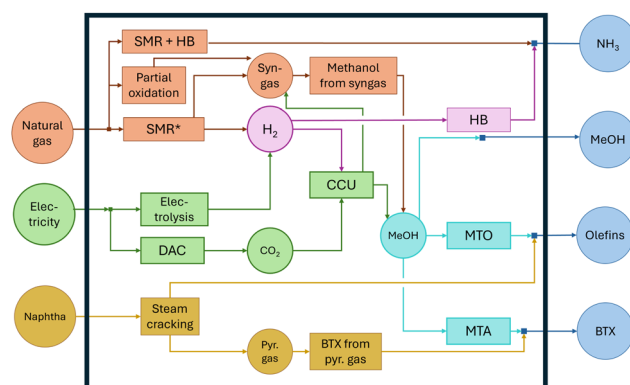 SMR + HB
NH₃
Partial
oxidation
Syn-
gas
Methanol
from syngas
Natural
gas
SMR*
H₂
HB
MeOH
CCU
Elec-
tricity
Elec-
trolysis
DAC
CO₂
MeOH
MTO
Olefins
Naphtha
Steam
cracking
Pyr.
gas
BTX from
pyr. gas
MTA
BTX